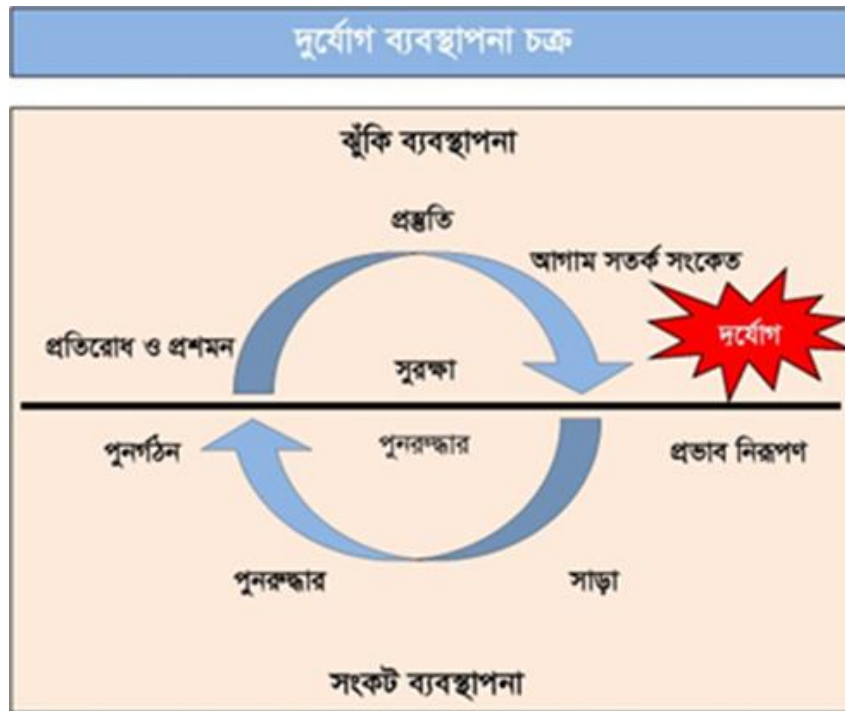 দুর্যোগ ব্যবস্থাপনা চক্র
ঝুঁকি ব্যবস্থাপনা
প্রস্তুতি
আগাম সতর্ক সংকেত
দুর্যোগ
প্রতিরোধ ও প্রশমন
সুরক্ষা
পুনর্গঠন
পুনরুদ্ধার
প্রভাব নিরূপণ
পুনরুদ্ধার
সাড়া
সংকট ব্যবস্থাপনা